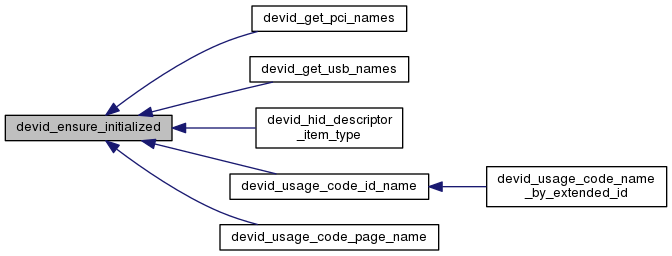 devid_get_pci_names
devid_get_usb_names
devid_ensure_initialized
devid_hid_descriptor
_item_type
devid_usage_code_id_name
devid_usage_code_name
_by_extended_id
devid_usage_code_page_name